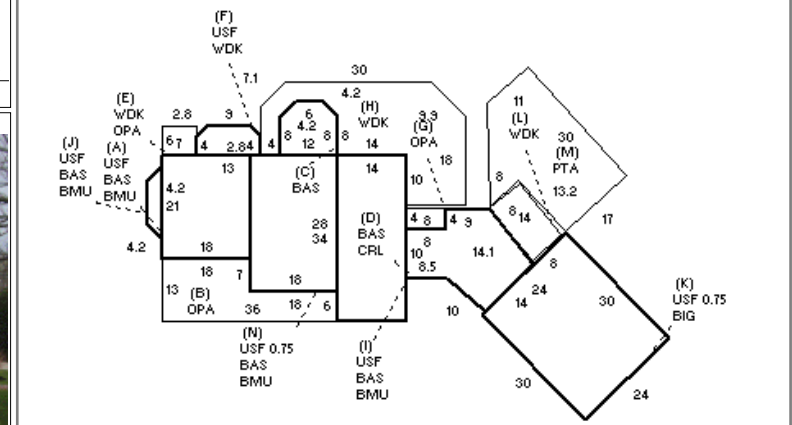 (F)
USF
WDK
7.1
30
4.2
(E)
WDK
OPA
2.8
9
6
4.2
(H)
WDK
9.9
(G)
OPA
11
(L)
WDK
30
(M)
PTA
13.2
(J)
USF
BAS
BMU
(A)
USF
BAS
BMU
6
7
4
2.8
4
4
8
12
8
8
14
18
13
(C)
BAS
14
10
8
17
4.2
21
28
34
(D)
BAS
CRL
4
8
4
9
8
14
10
8
8.5
14.1
4.2
18
18
7
18
13
(B)
OPA
36
18
6
10
14
24
8
30
(K)
USF 0.75
BIG
(N)
USF 0.75
BAS
BMU
(I)
USF
BAS
BMU
30
24